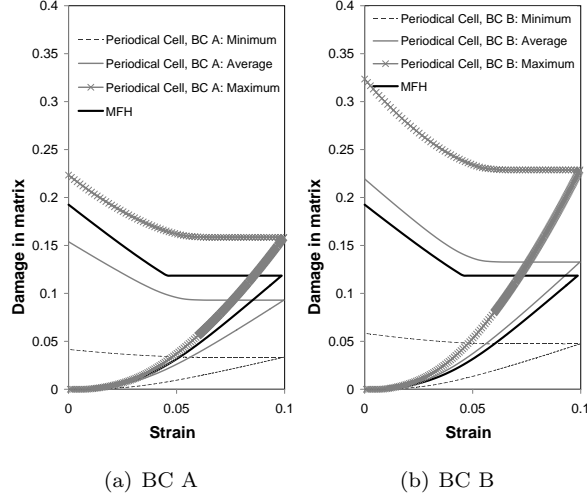 0.4
Periodical Cell, BC A: Minimum
0.35
Periodical Cell, BC A: Average
Periodical Cell, BC A: Maximum
0.3
MFH
0.25
0.2
0.15
0.1
0.05
0
0
0.05
0.1
Damage in matrix
Strain
(a) BC A
0.4
Periodical Cell, BC B: Minimum
0.35
Periodical Cell, BC B: Average
Periodical Cell, BC B: Maximum
0.3
MFH
0.25
0.2
0.15
0.1
0.05
0
0
0.05
0.1
Damage in matrix
Strain
(b) BC B